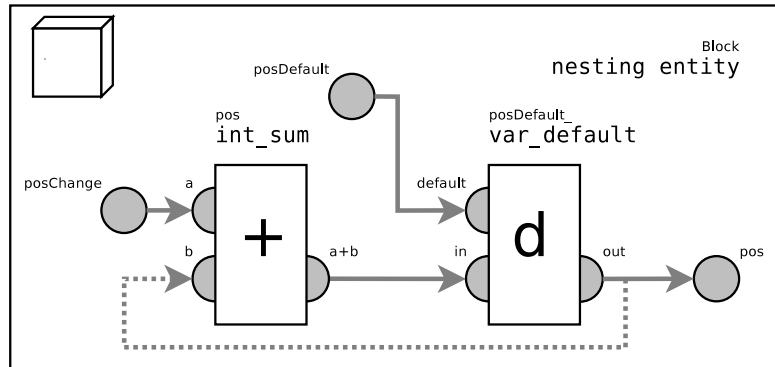 Block
nesting entity
posDefault
pos
int_sum
posDefault_
var_default
posChange
a
+
b
a+b
default
d
in
out
pos